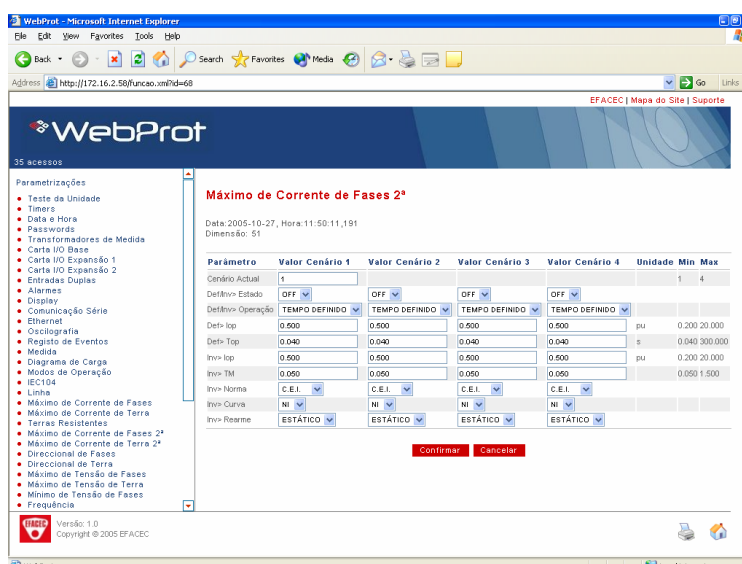 WebProt - Microsoft Internet Explorer
File Edit View Favorites Tools Help
Back Search Favorites Media
Address http://172.16.2.58/funcao.xml?id=68 Go Links
EFACEC | Mapa do Site | Suporte
WebProt
35 acessos
Parametrizações
Teste da Unidade
Timers
Data e Hora
Passwords
Transformadores de Medida
Carta I/O Base
Carta I/O Expansão 1
Carta I/O Expansão 2
Entradas Duplas
Alarmes
Display
Comunicação Série
Ethernet
Oscilografia
Registo de Eventos
Medida
Diagrama de Carga
Modos de Operação
IEC104
Linha
Máximo de Corrente de Fases
Máximo de Corrente de Terra
Terras Resistentes
Máximo de Corrente de Fases 2ª
Máximo de Corrente de Terra 2ª
Direccional de Fases
Direccional de Terra
Máximo de Tensão de Fases
Máximo de Tensão de Terra
Mínimo de Tensão de Fases
Frequência
Máximo de Corrente de Fases 2ª
Data:2005-10-27, Hora:11:50:11,191
Dimensão: 51
Parâmetro Valor Cenário 1 Valor Cenário 2 Valor Cenário 3 Valor Cenário 4 Unidade Min Max
Cenário Actual 1 1 4
Def/Inv> Estado OFF OFF OFF OFF
Def/Inv> Operação TEMPO DEFINIDO TEMPO DEFINIDO TEMPO DEFINIDO TEMPO DEFINIDO
Def> Iop 0.500 0.500 0.500 0.500 pu 0.200 20.000
Def> Top 0.040 0.040 0.040 0.040 s 0.040 300.000
Inv> Iop 0.500 0.500 0.500 0.500 pu 0.200 20.000
Inv> TM 0.050 0.050 0.050 0.050 0.050 1.500
Inv> Norma C.E.I. C.E.I. C.E.I. C.E.I.
Inv> Curva NI NI NI NI
Inv> Rearme ESTÁTICO ESTÁTICO ESTÁTICO ESTÁTICO
Confirmar Cancelar
EFACEC
Versão: 1.0
Copyright © 2005 EFACEC